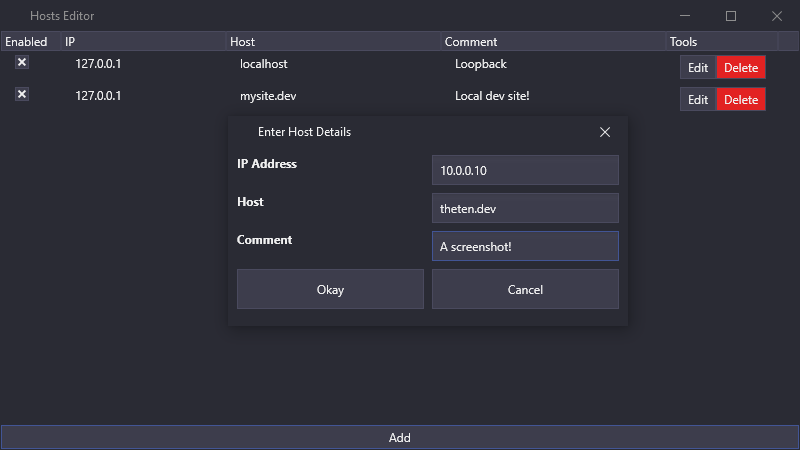 Hosts Editor
Enabled IP Host Comment Tools
127.0.0.1 localhost Loopback Edit Delete
127.0.0.1 mysite.dev Local dev site! Edit Delete
Enter Host Details
IP Address 10.0.0.10
Host theten.dev
Comment A screenshot!
Okay Cancel
Add